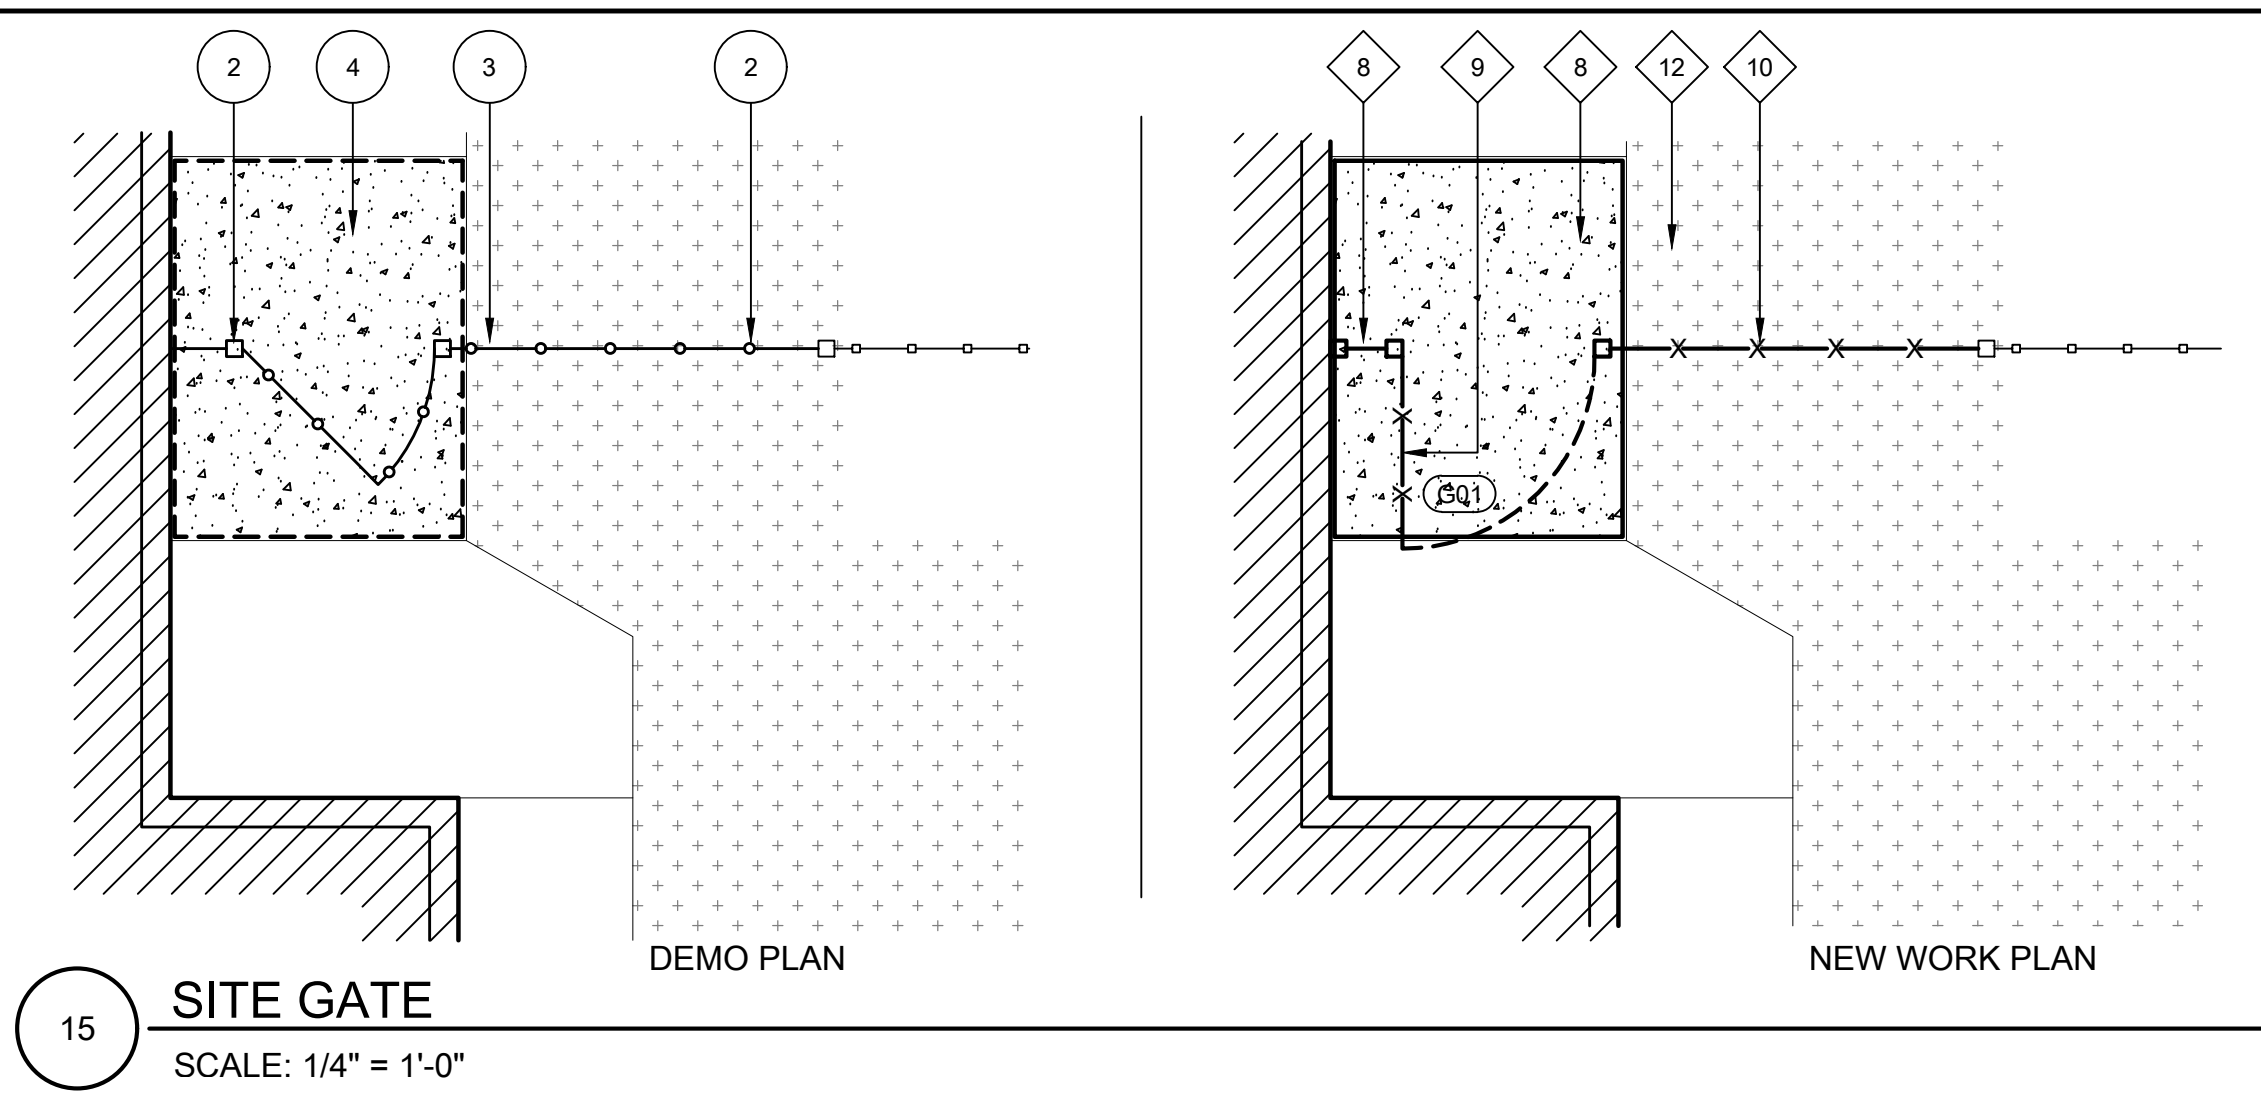 2 4 3 2 8 9 8 12 10
G01
DEMO PLAN NEW WORK PLAN
15 SITE GATE
SCALE: 1/4" = 1'-0"